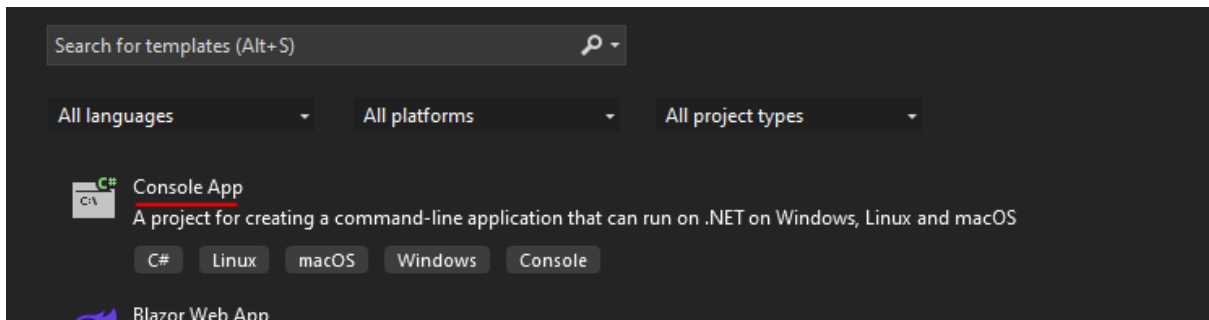 Search for templates (Alt+S)
All languages All platforms All project types
C#
Console App
C:\
A project for creating a command-line application that can run on .NET on Windows, Linux and macOS
C# Linux macOS Windows Console
Blazor Web App